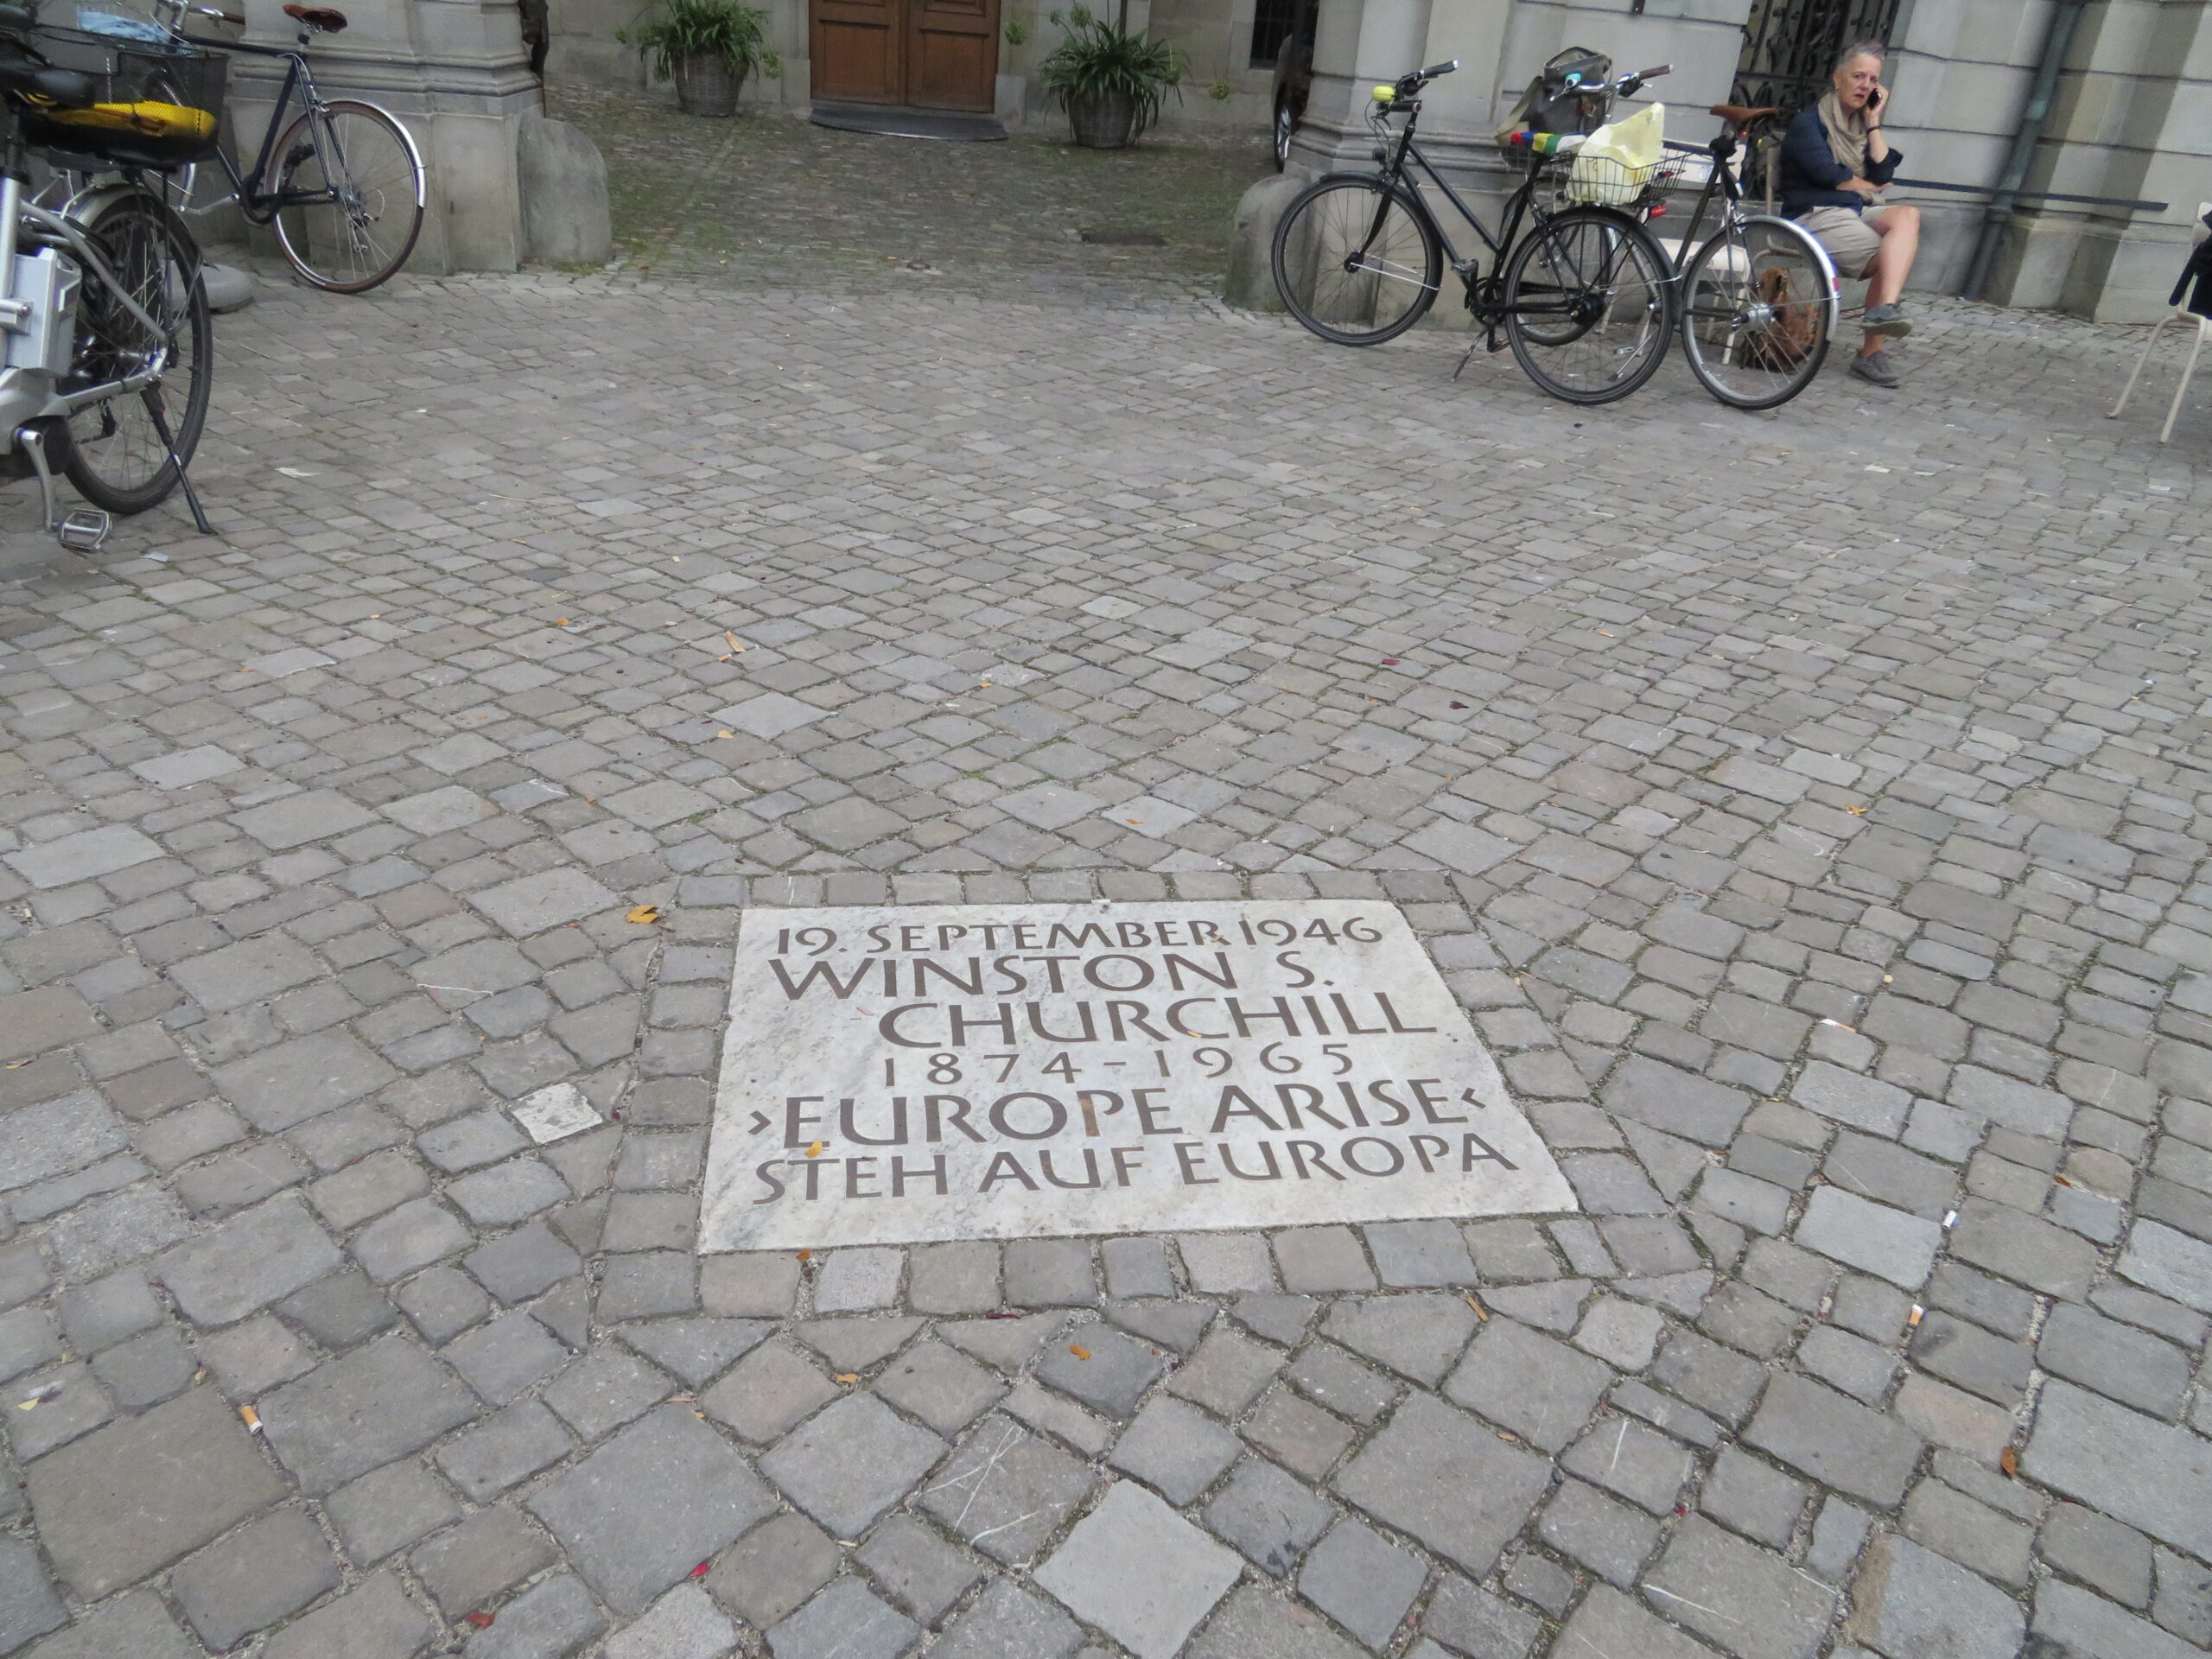 19. SEPTEMBER 1946
WINSTON S.
CHURCHILL
1874-1965
›EUROPE ARISE‹
STEH AUF EUROPA